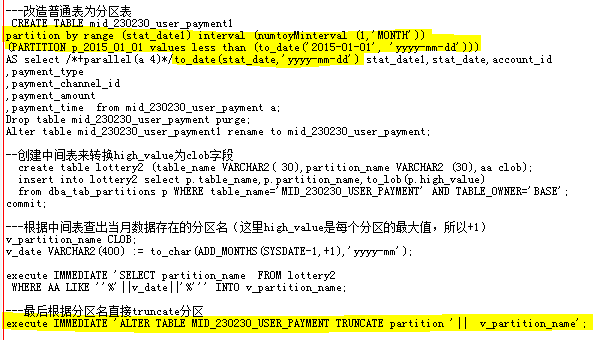 ---改造普通表为分区表
CREATE TABLE mid_230230_user_payment1
partition by range (stat_date1) interval (numtoyMinterval (1,'MONTH'))
(PARTITION p_2015_01_01 values less than (to_date('2015-01-01', 'yyyy-mm-dd')))
AS select /*+parallel(a 4)*/to_date(stat_date,'yyyy-mm-dd') stat_date1,stat_date,account_id
,payment_type
,payment_channel_id
,payment_amount
,payment_time  from mid_230230_user_payment a;
Drop table mid_230230_user_payment purge;
Alter table mid_230230_user_payment1 rename to mid_230230_user_payment;
--创建中间表来转换high_value为clob字段
create table lottery2 (table_name VARCHAR2( 30),partition_name VARCHAR2 (30),aa clob);
insert into lottery2 select p.table_name,p.partition_name,to_lob(p.high_value)
from dba_tab_partitions p WHERE table_name='MID_230230_USER_PAYMENT' AND TABLE_OWNER='BASE';
commit;
---根据中间表查出当月数据存在的分区名（这里high_value是每个分区的最大值，所以+1）
v_partition_name CLOB;
v_date VARCHAR2(400) := to_char(ADD_MONTHS(SYSDATE-1,+1),'yyyy-mm');
execute IMMEDIATE 'SELECT partition_name  FROM lottery2
WHERE AA LIKE ''%'||v_date||'%''' INTO v_partition_name;
---最后根据分区名直接truncate分区
execute IMMEDIATE 'ALTER TABLE MID_230230_USER_PAYMENT TRUNCATE partition '||  v_partition_name';